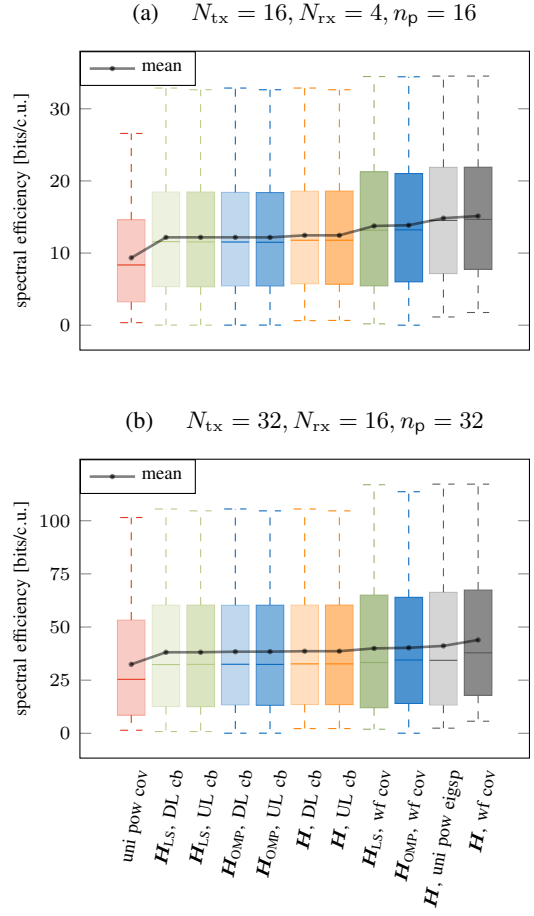 (a) N_tx = 16, N_rx = 4, n_p = 16
mean
spectral efficiency [bits/c.u.]
30
20
10
0
(b) N_tx = 32, N_rx = 16, n_p = 32
mean
spectral efficiency [bits/c.u.]
100
75
50
25
0
uni pow cov
H_LS, DL cb
H_LS, UL cb
H_OMP, DL cb
H_OMP, UL cb
H, DL cb
H, UL cb
H_LS, wf cov
H_OMP, wf cov
H, uni pow eigsp
H, wf cov